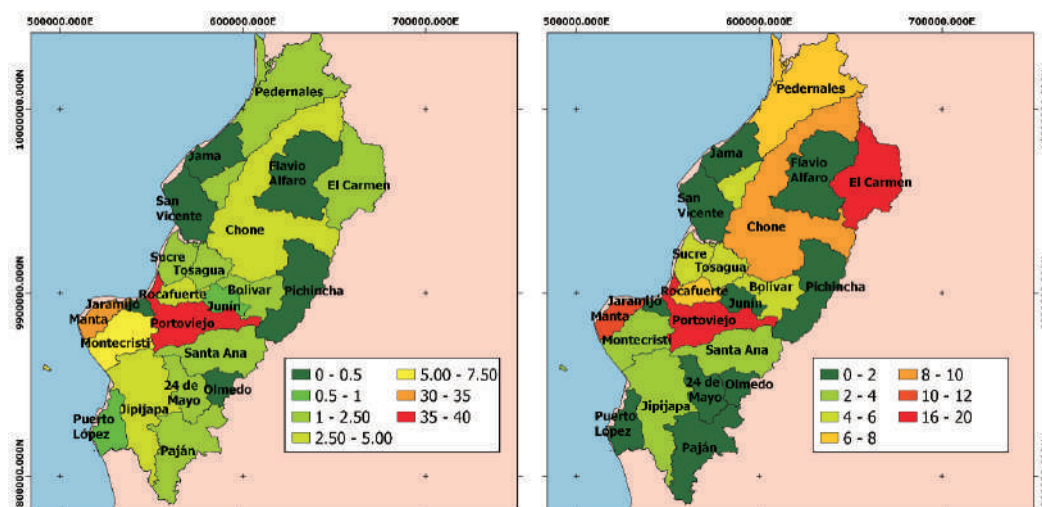 500000.000E 600000.000E 700000.000E
10000000.000N
9900000.000N
Pedernales
Jama
Flavio
Alfaro
El Carmen
San
Vicente
Chone
Sucre
Tosagua
Bolivar
Pichincha
Rocafuerte
Jaramijó
Junín
Manta
Portoviejo
Montecristi
Santa Ana
24 de
Mayo
Olmedo
Jipijapa
Puerto
López
Paján
0 - 0.5
0.5 - 1
1 - 2.50
2.50 - 5.00
5.00 - 7.50
30 - 35
35 - 40
500000.000E 600000.000E 700000.000E
Pedernales
Jama
Flavio
Alfaro
El Carmen
San
Vicente
Chone
Sucre
Tosagua
Bolivar
Pichincha
Rocafuerte
Jaramijó
Junín
Manta
Portoviejo
Montecristi
Santa Ana
24 de
Mayo
Olmedo
Jipijapa
Puerto
López
Paján
0 - 2
2 - 4
4 - 6
6 - 8
8 - 10
10 - 12
16 - 20